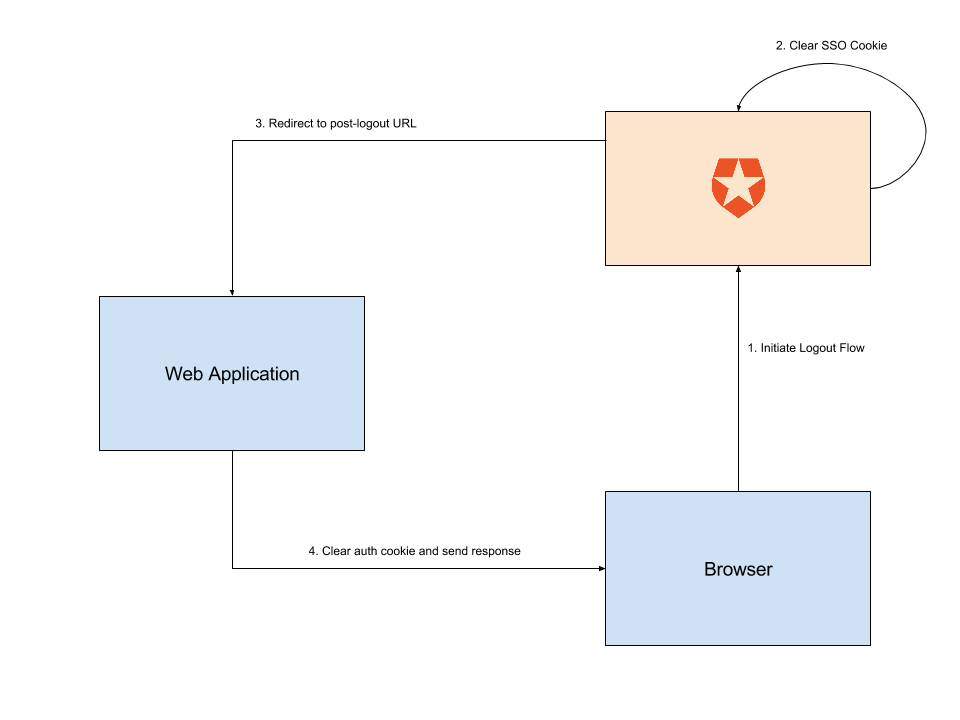 2. Clear SSO Cookie
3. Redirect to post-logout URL
1. Initiate Logout Flow
Web Application
4. Clear auth cookie and send response
Browser